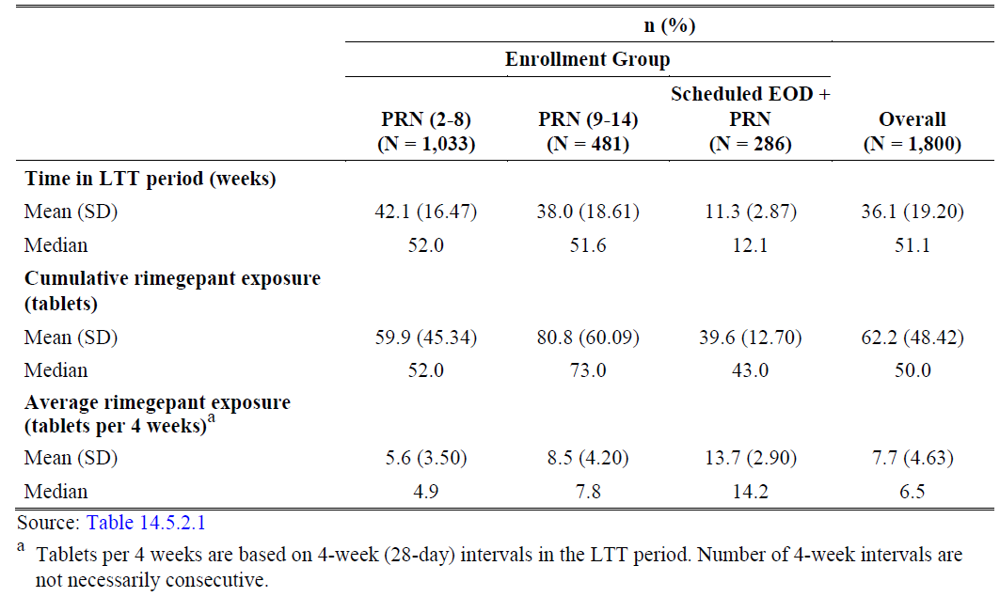 n (%)
Enrollment Group
Scheduled EOD +
PRN (2-8) PRN (9-14) PRN Overall
(N = 1,033) (N = 481) (N = 286) (N = 1,800)
Time in LTT period (weeks)
Mean (SD) 42.1 (16.47) 38.0 (18.61) 11.3 (2.87) 36.1 (19.20)
Median 52.0 51.6 12.1 51.1
Cumulative rimegepant exposure
(tablets)
Mean (SD) 59.9 (45.34) 80.8 (60.09) 39.6 (12.70) 62.2 (48.42)
Median 52.0 73.0 43.0 50.0
Average rimegepant exposure
(tablets per 4 weeks)a
Mean (SD) 5.6 (3.50) 8.5 (4.20) 13.7 (2.90) 7.7 (4.63)
Median 4.9 7.8 14.2 6.5
Source: Table 14.5.2.1
a Tablets per 4 weeks are based on 4-week (28-day) intervals in the LTT period. Number of 4-week intervals are
not necessarily consecutive.